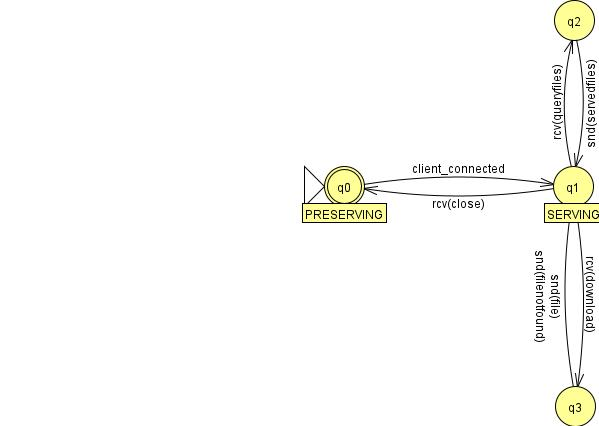 q2
rcv(queryfiles)
snd(servedfiles)
client_connected
q0
q1
rcv(close)
PRESERVING
SERVING
snd(filenotfound)
snd(file)
rcv(download)
q3